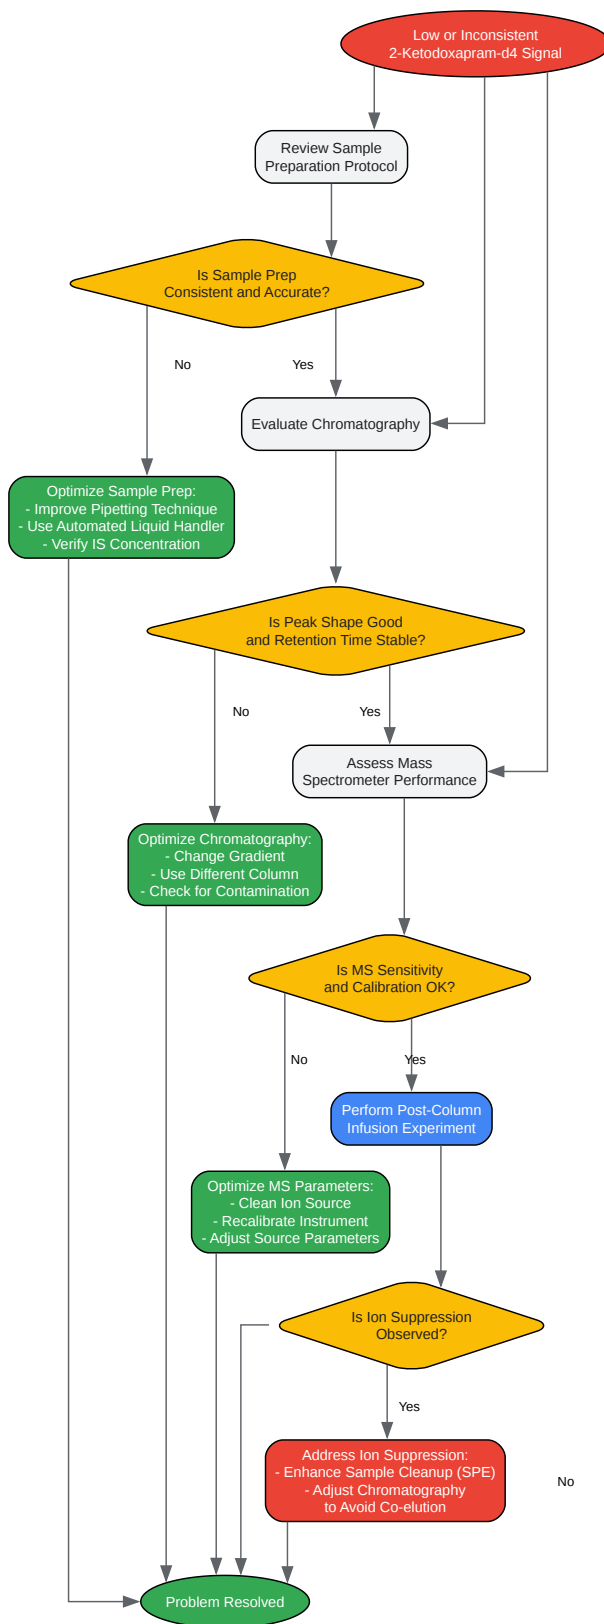 Low or Inconsistent
2-Ketodoxapram-d4 Signal
Review Sample
Preparation Protocol
Is Sample Prep
Consistent and Accurate?
No
Yes
Evaluate Chromatography
Optimize Sample Prep:
- Improve Pipetting Technique
- Use Automated Liquid Handler
- Verify IS Concentration
Is Peak Shape Good
and Retention Time Stable?
No
Yes
Assess Mass
Spectrometer Performance
Optimize Chromatography:
- Change Gradient
- Use Different Column
- Check for Contamination
Is MS Sensitivity
and Calibration OK?
No
Yes
Perform Post-Column
Infusion Experiment
Optimize MS Parameters:
- Clean Ion Source
- Recalibrate Instrument
- Adjust Source Parameters
Is Ion Suppression
Observed?
Yes
Address Ion Suppression:
- Enhance Sample Cleanup (SPE)
- Adjust Chromatography
to Avoid Co-elution
No
Problem Resolved